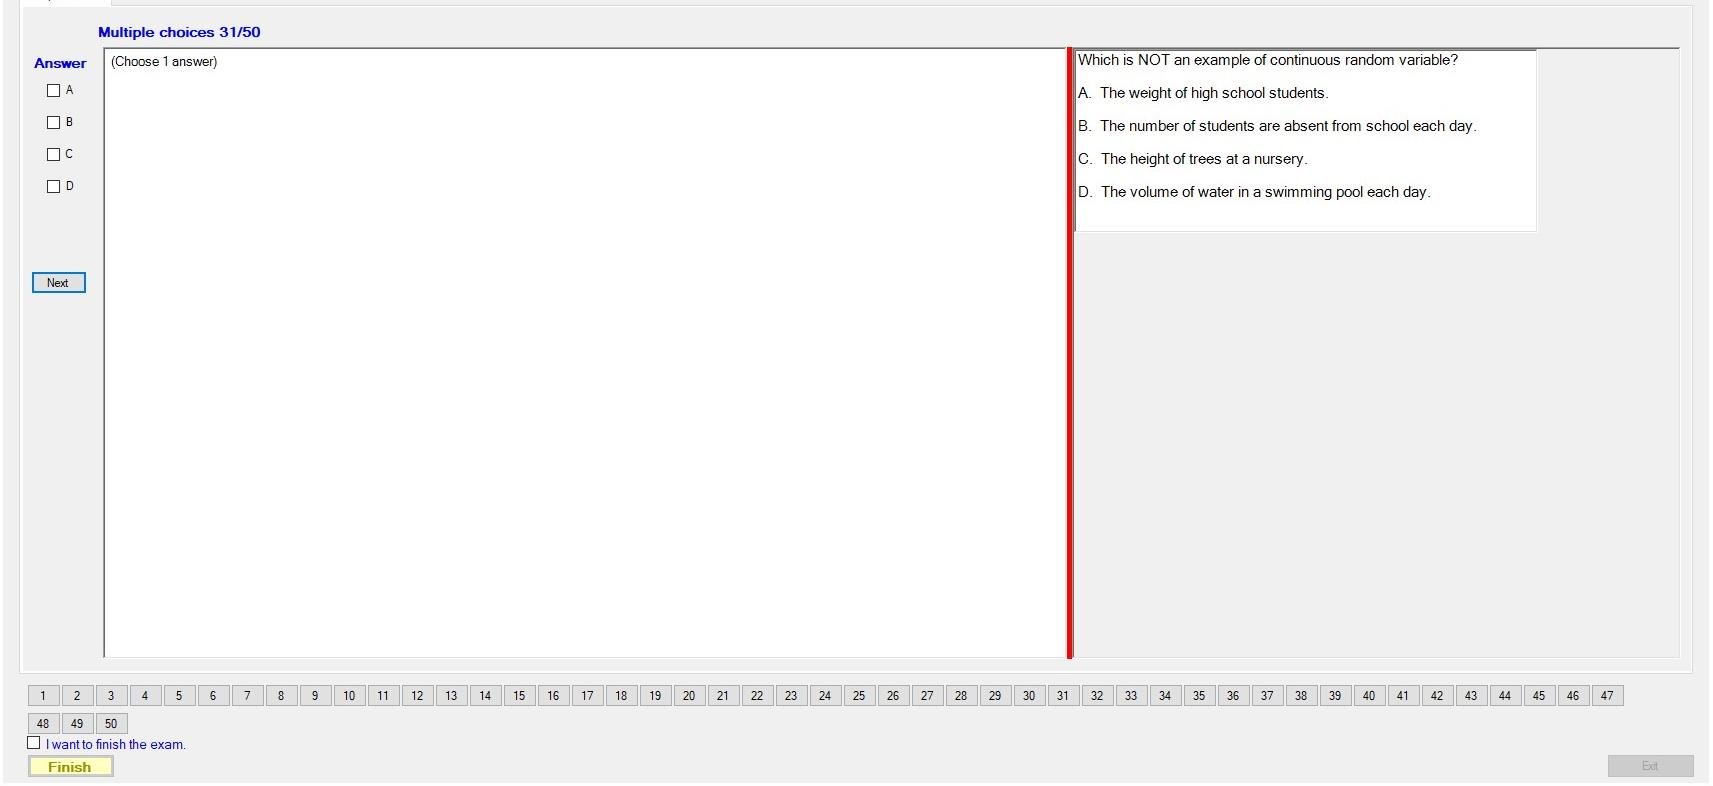 Multiple choices 31/50
Answer
(Choose 1 answer)
A
B
C
D
Next
Which is NOT an example of continuous random variable?
A. The weight of high school students.
B. The number of students are absent from school each day.
C. The height of trees at a nursery.
D. The volume of water in a swimming pool each day.
1 2 3 4 5 6 7 8 9 10 11 12 13 14 15 16 17 18 19 20 21 22 23 24 25 26 27 28 29 30 31 32 33 34 35 36 37 38 39 40 41 42 43 44 45 46 47
48 49 50
I want to finish the exam.
Finish
Exit